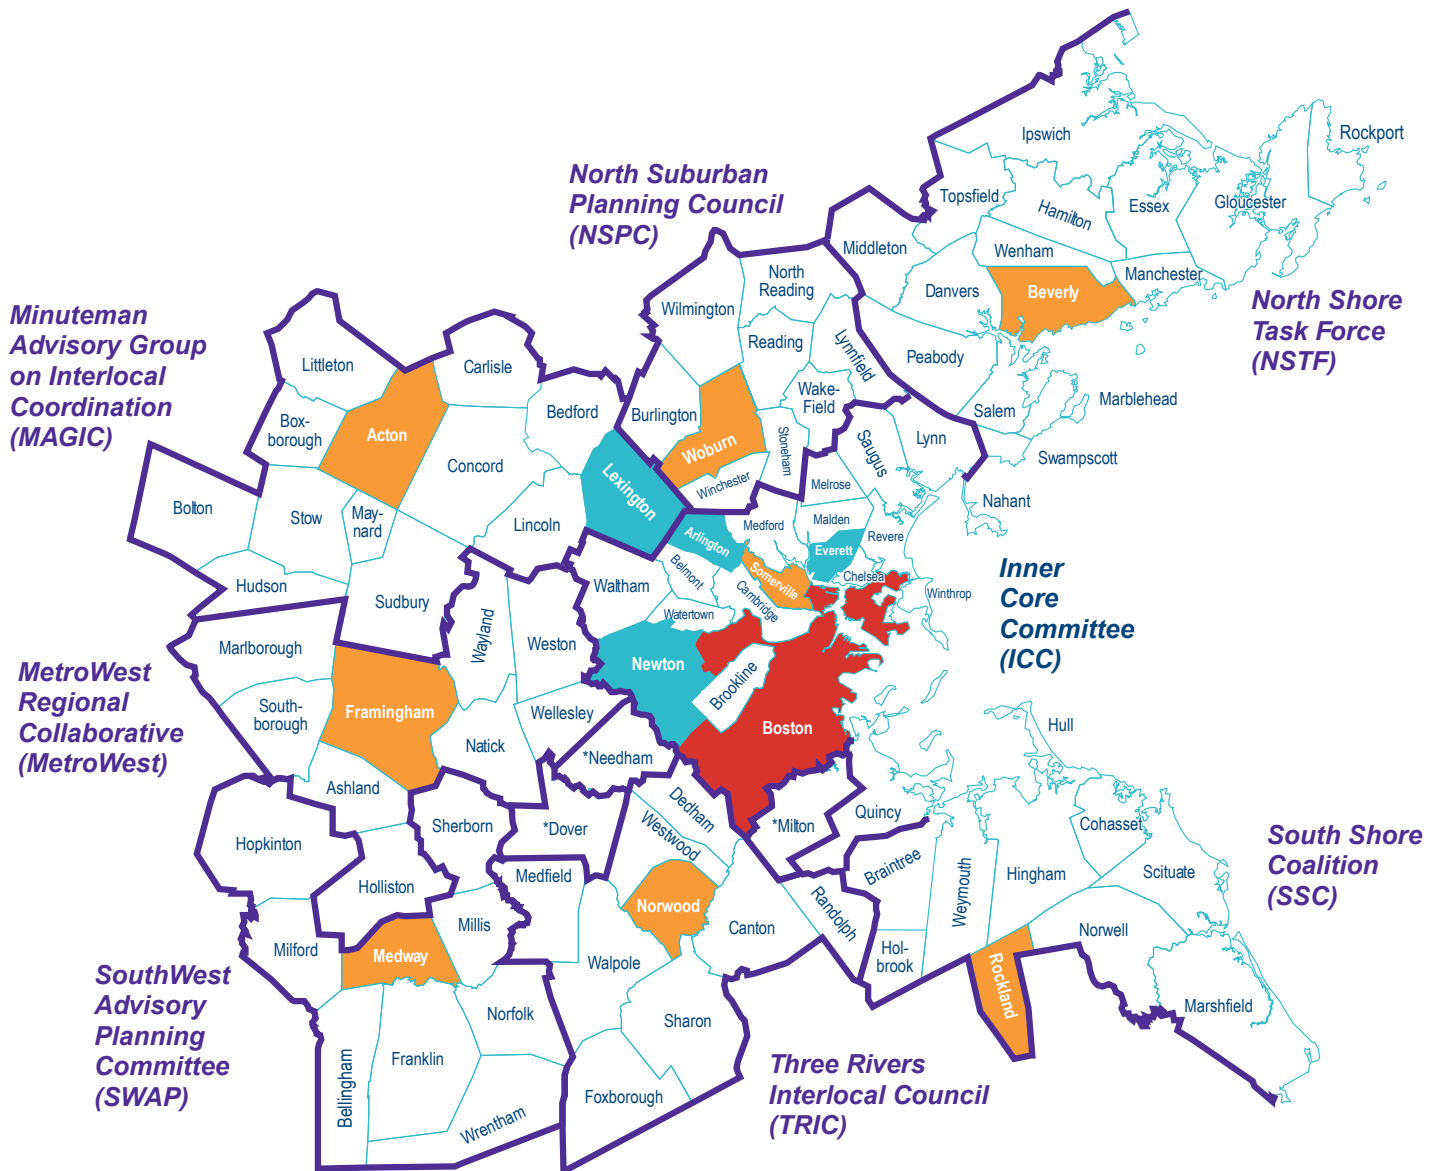 Ipswich
Rockport
North Suburban
Planning Council
(NSPC)
Topsfield
Hamilton
Essex
Gloucester
Middleton
Wenham
North
Reading
Manchester
Danvers
Beverly
North Shore
Task Force
(NSTF)
Wilmington
Minuteman
Advisory Group
on Interlocal
Coordination
(MAGIC)
Littleton
Carlisle
Reading
Lynnfield
Peabody
Wake-
Field
Marblehead
Salem
Box-
borough
Acton
Bedford
Burlington
Woburn
Stoneham
Saugus
Lynn
Swampscott
Concord
Lexington
Winchester
Melrose
Nahant
Bolton
Stow
May-
nard
Lincoln
Arlington
Medford
Malden
Revere
Everett
Belmont
Somerville
Chelsea
Hudson
Sudbury
Waltham
Cambridge
Winthrop
Inner
Core
Committee
(ICC)
Watertown
Marlborough
Wayland
Weston
Newton
Brookline
MetroWest
Regional
Collaborative
(MetroWest)
South-
borough
Framingham
Wellesley
Boston
Natick
*Needham
Hull
Ashland
Dedham
Quincy
Sherborn
*Dover
*Milton
Cohasset
Hopkinton
Westwood
South Shore
Coalition
(SSC)
Braintree
Weymouth
Hingham
Scituate
Holliston
Medfield
Norwood
Randolph
Milford
Medway
Millis
Canton
Hol-
brook
Norwell
Walpole
Rockland
SouthWest
Advisory
Planning
Committee
(SWAP)
Norfolk
Sharon
Marshfield
Bellingham
Franklin
Three Rivers
Interlocal Council
(TRIC)
Foxborough
Wrentham